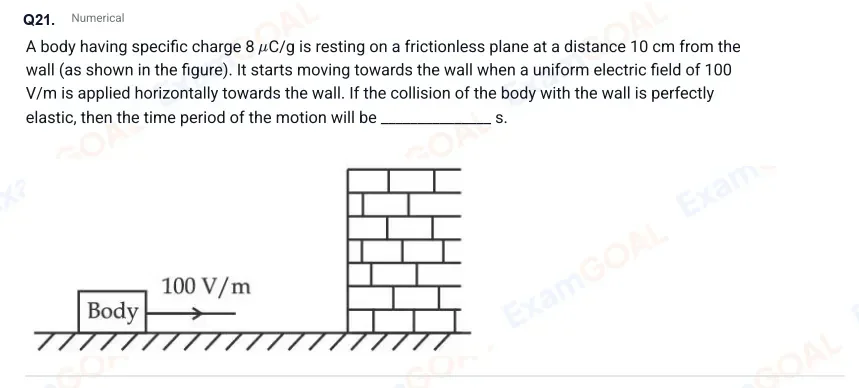 Q21. Numerical
A body having specific charge 8 μC/g is resting on a frictionless plane at a distance 10 cm from the
wall (as shown in the figure). It starts moving towards the wall when a uniform electric field of 100
V/m is applied horizontally towards the wall. If the collision of the body with the wall is perfectly
elastic, then the time period of the motion will be _______________ s.
100 V/m
Body
ExamGOAL